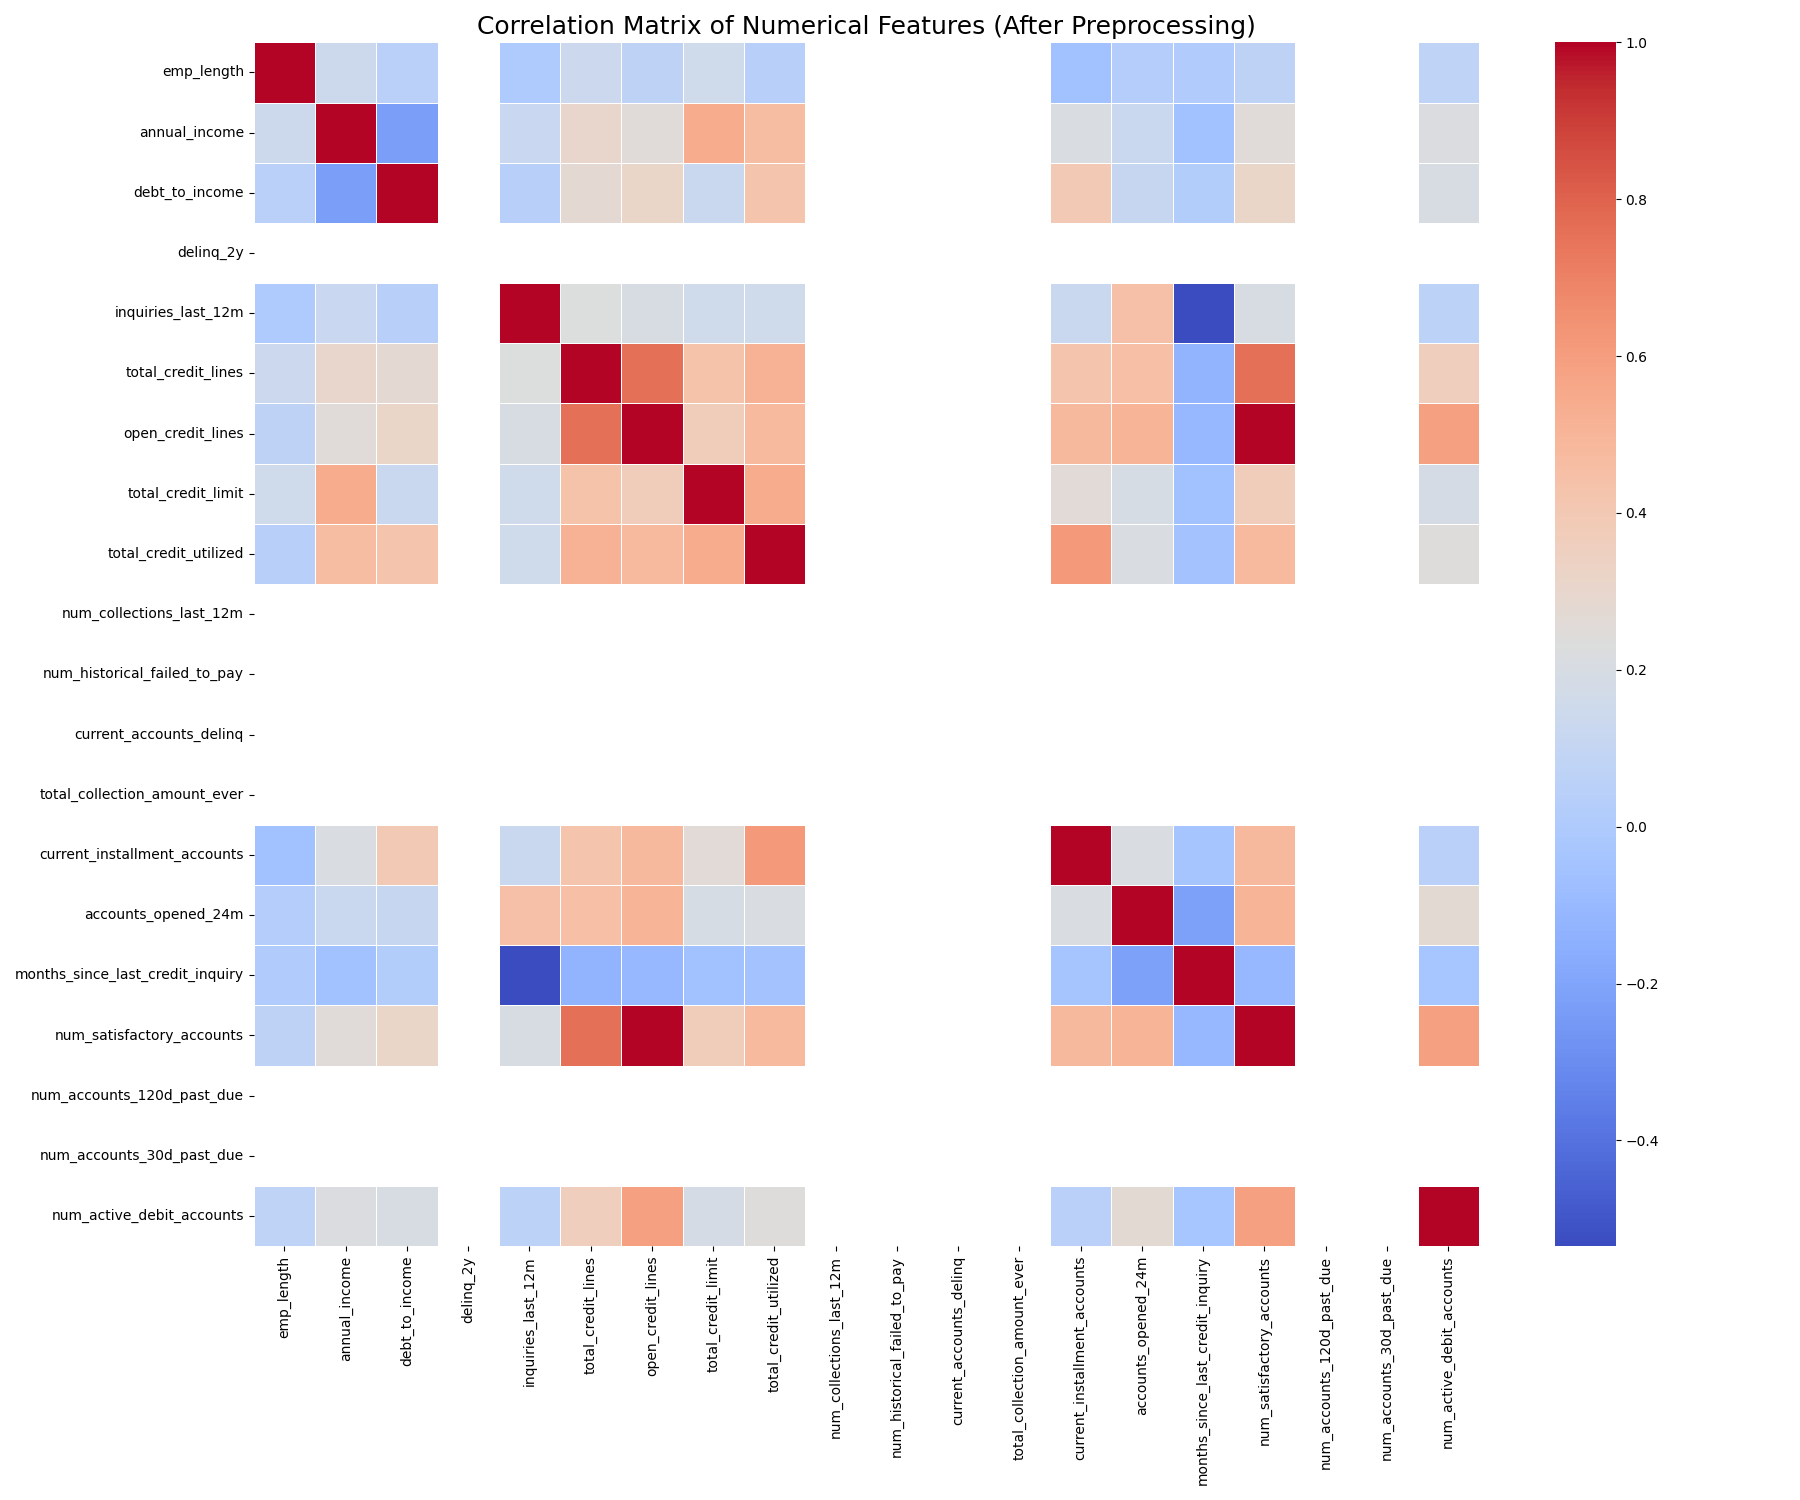 Correlation Matrix of Numerical Features (After Preprocessing)
emp_length
annual_income
debt_to_income
delinq_2y
inquiries_last_12m
total_credit_lines
open_credit_lines
total_credit_limit
total_credit_utilized
num_collections_last_12m
num_historical_failed_to_pay
current_accounts_delinq
total_collection_amount_ever
current_installment_accounts
accounts_opened_24m
months_since_last_credit_inquiry
num_satisfactory_accounts
num_accounts_120d_past_due
num_accounts_30d_past_due
num_active_debit_accounts
emp_length
annual_income
debt_to_income
delinq_2y
inquiries_last_12m
total_credit_lines
open_credit_lines
total_credit_limit
total_credit_utilized
num_collections_last_12m
num_historical_failed_to_pay
current_accounts_delinq
total_collection_amount_ever
current_installment_accounts
accounts_opened_24m
months_since_last_credit_inquiry
num_satisfactory_accounts
num_accounts_120d_past_due
num_accounts_30d_past_due
num_active_debit_accounts
1.0
0.8
0.6
0.4
0.2
0.0
−0.2
−0.4